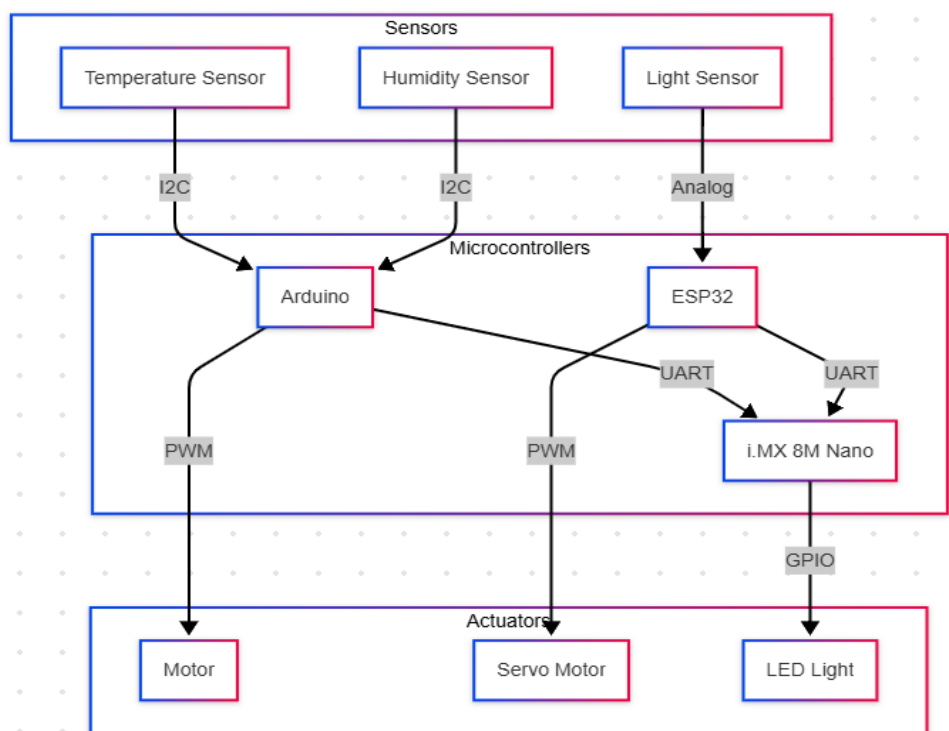 Sensors
Temperature Sensor
Humidity Sensor
Light Sensor
I2C
I2C
Analog
Microcontrollers
Arduino
ESP32
UART
UART
PWM
PWM
i.MX 8M Nano
GPIO
Actuators
Motor
Servo Motor
LED Light